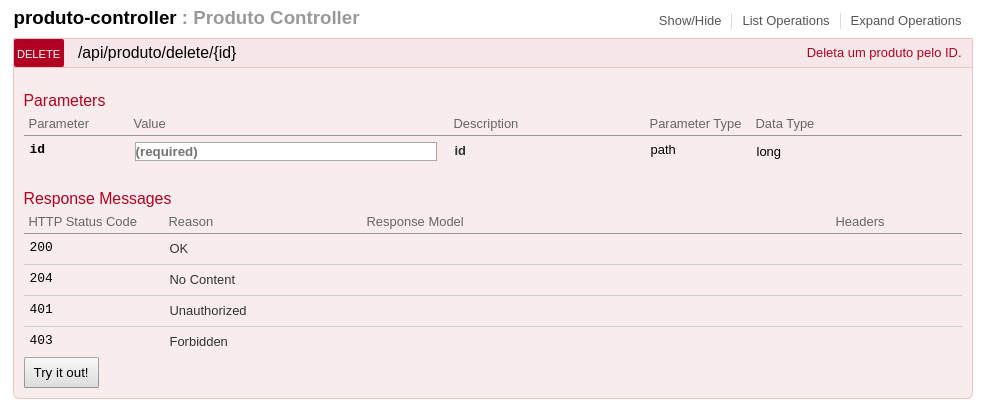 produto-controller : Produto Controller
Show/Hide List Operations Expand Operations
DELETE /api/produto/delete/{id} Deleta um produto pelo ID.
Parameters
Parameter Value Description Parameter Type Data Type
id (required) id path long
Response Messages
HTTP Status Code Reason Response Model Headers
200 OK
204 No Content
401 Unauthorized
403 Forbidden
Try it out!